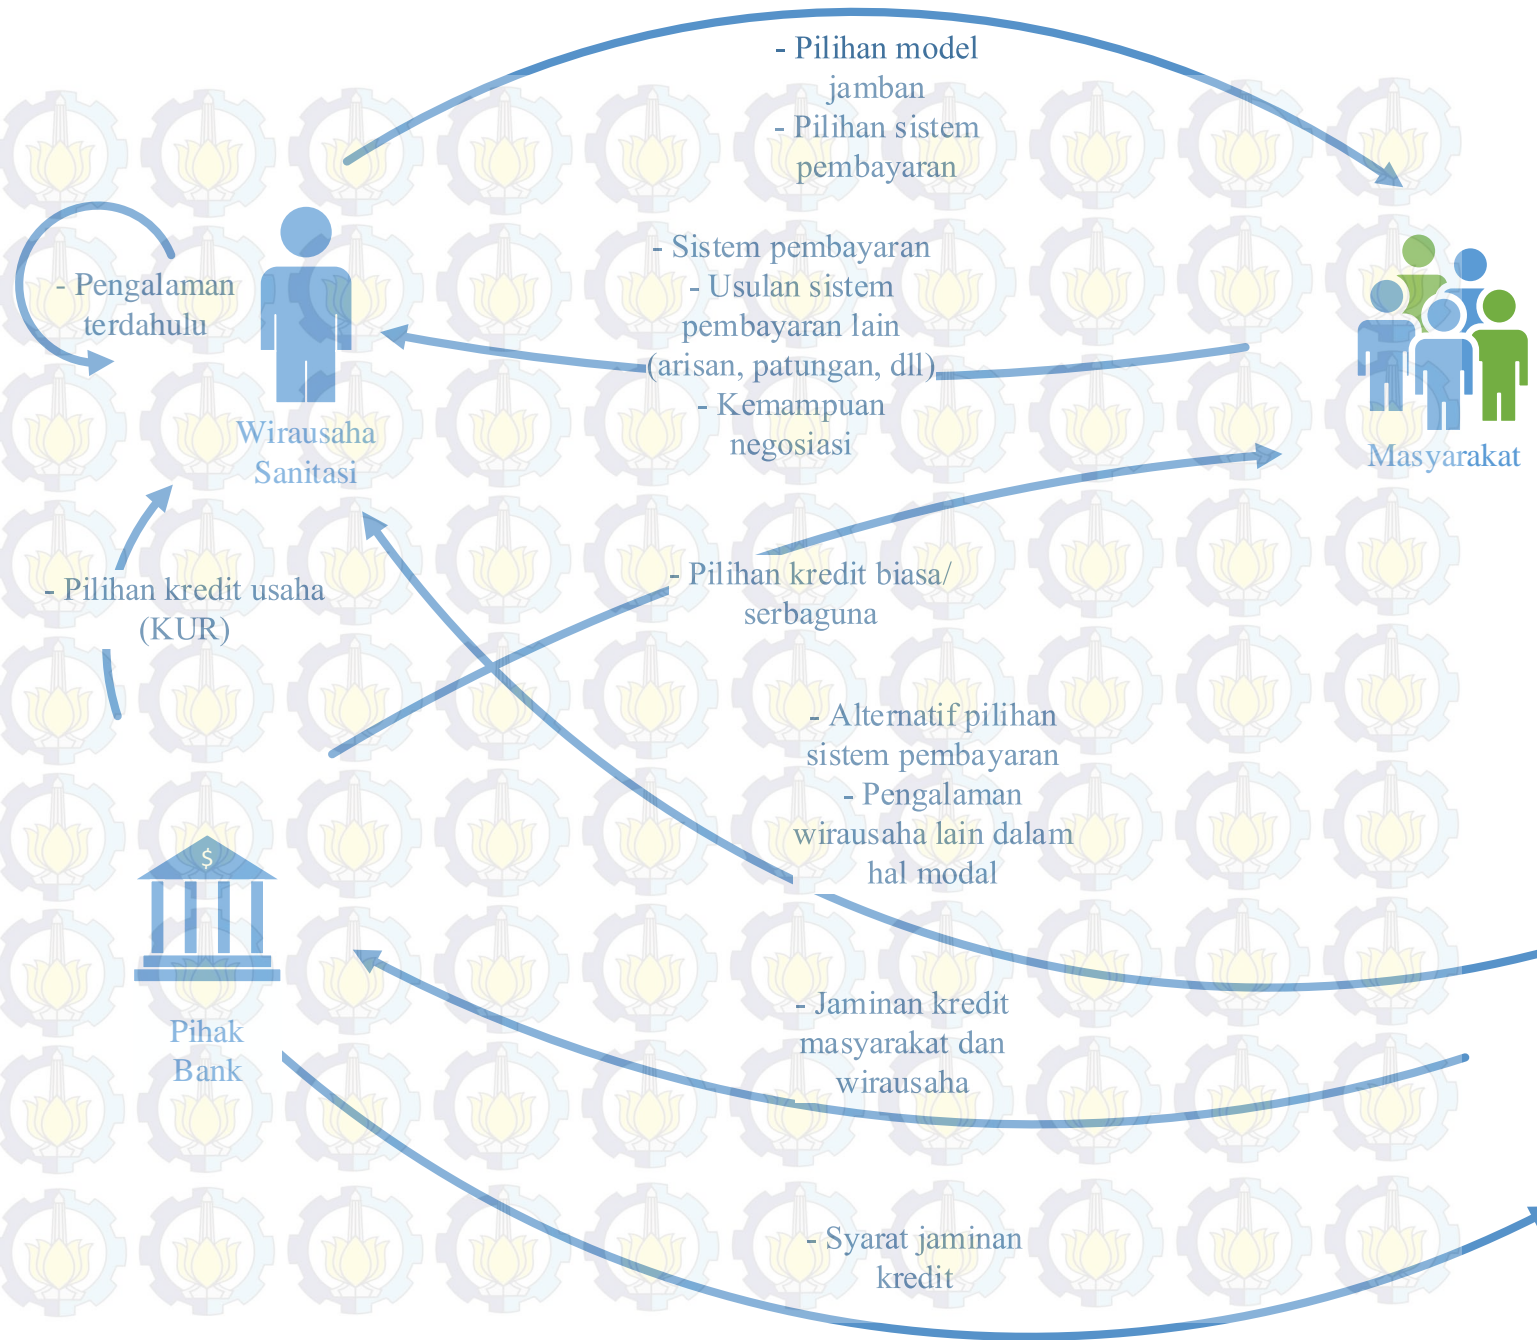 - Pilihan model
jamban
- Pilihan sistem
pembayaran
- Sistem pembayaran
- Usulan sistem
pembayaran lain
(arisan, patungan, dll)
- Kemampuan
negosiasi
- Pengalaman
terdahulu
Wirausaha
Sanitasi
Masyarakat
- Pilihan kredit usaha
(KUR)
- Pilihan kredit biasa/
serbaguna
- Alternatif pilihan
sistem pembayaran
- Pengalaman
wirausaha lain dalam
hal modal
$
Pihak
Bank
- Jaminan kredit
masyarakat dan
wirausaha
- Syarat jaminan
kredit